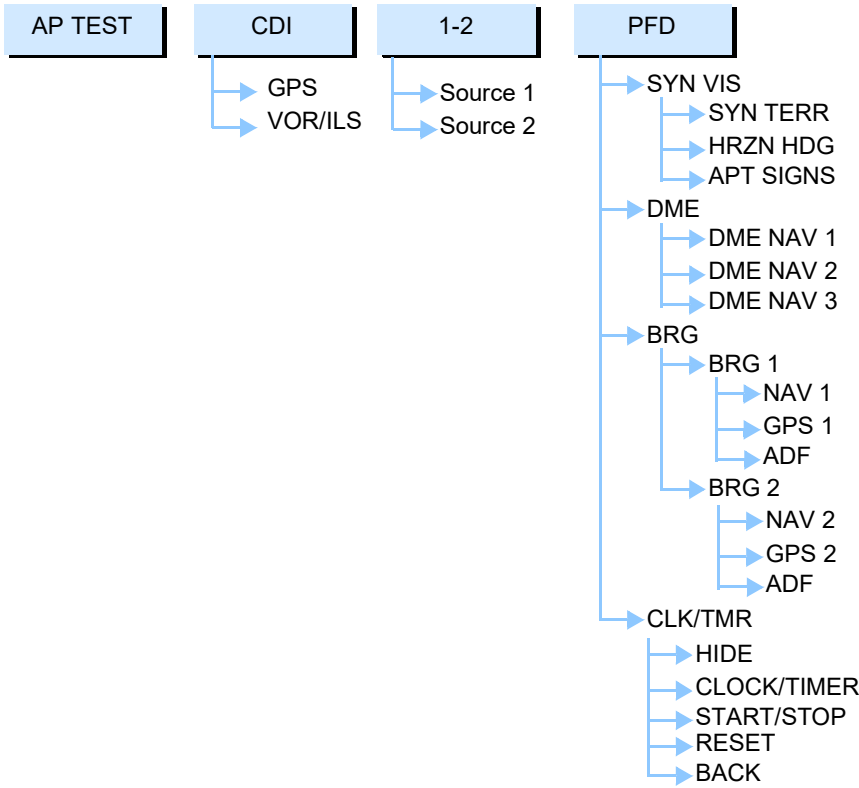 AP TEST
CDI
1-2
PFD
GPS
VOR/ILS
Source 1
Source 2
SYN VIS
SYN TERR
HRZN HDG
APT SIGNS
DME
DME NAV 1
DME NAV 2
DME NAV 3
BRG
BRG 1
NAV 1
GPS 1
ADF
BRG 2
NAV 2
GPS 2
ADF
CLK/TMR
HIDE
CLOCK/TIMER
START/STOP
RESET
BACK